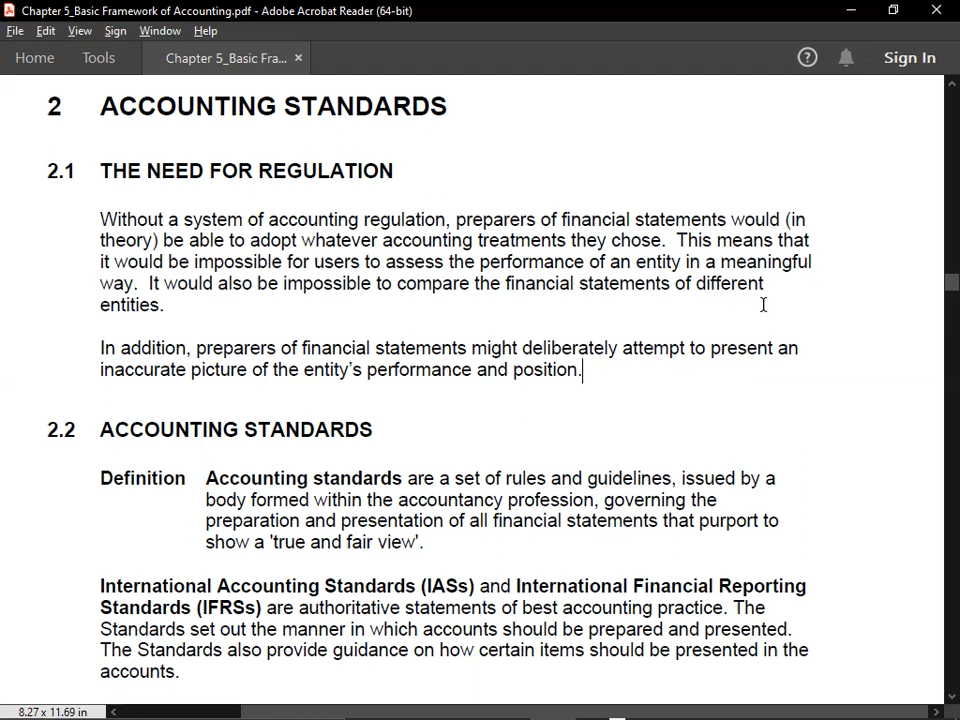 Chapter 5_Basic Framework of Accounting.pdf - Adobe Acrobat Reader (64-bit)
File Edit View Sign Window Help
Home Tools Chapter 5_Basic Fra... × ? Sign In
2 ACCOUNTING STANDARDS
2.1 THE NEED FOR REGULATION
Without a system of accounting regulation, preparers of financial statements would (in
theory) be able to adopt whatever accounting treatments they chose. This means that
it would be impossible for users to assess the performance of an entity in a meaningful
way. It would also be impossible to compare the financial statements of different
entities.
In addition, preparers of financial statements might deliberately attempt to present an
inaccurate picture of the entity's performance and position.
2.2 ACCOUNTING STANDARDS
Definition Accounting standards are a set of rules and guidelines, issued by a
body formed within the accountancy profession, governing the
preparation and presentation of all financial statements that purport to
show a 'true and fair view'.
International Accounting Standards (IASs) and International Financial Reporting
Standards (IFRSs) are authoritative statements of best accounting practice. The
Standards set out the manner in which accounts should be prepared and presented.
The Standards also provide guidance on how certain items should be presented in the
accounts.
8.27 x 11.69 in